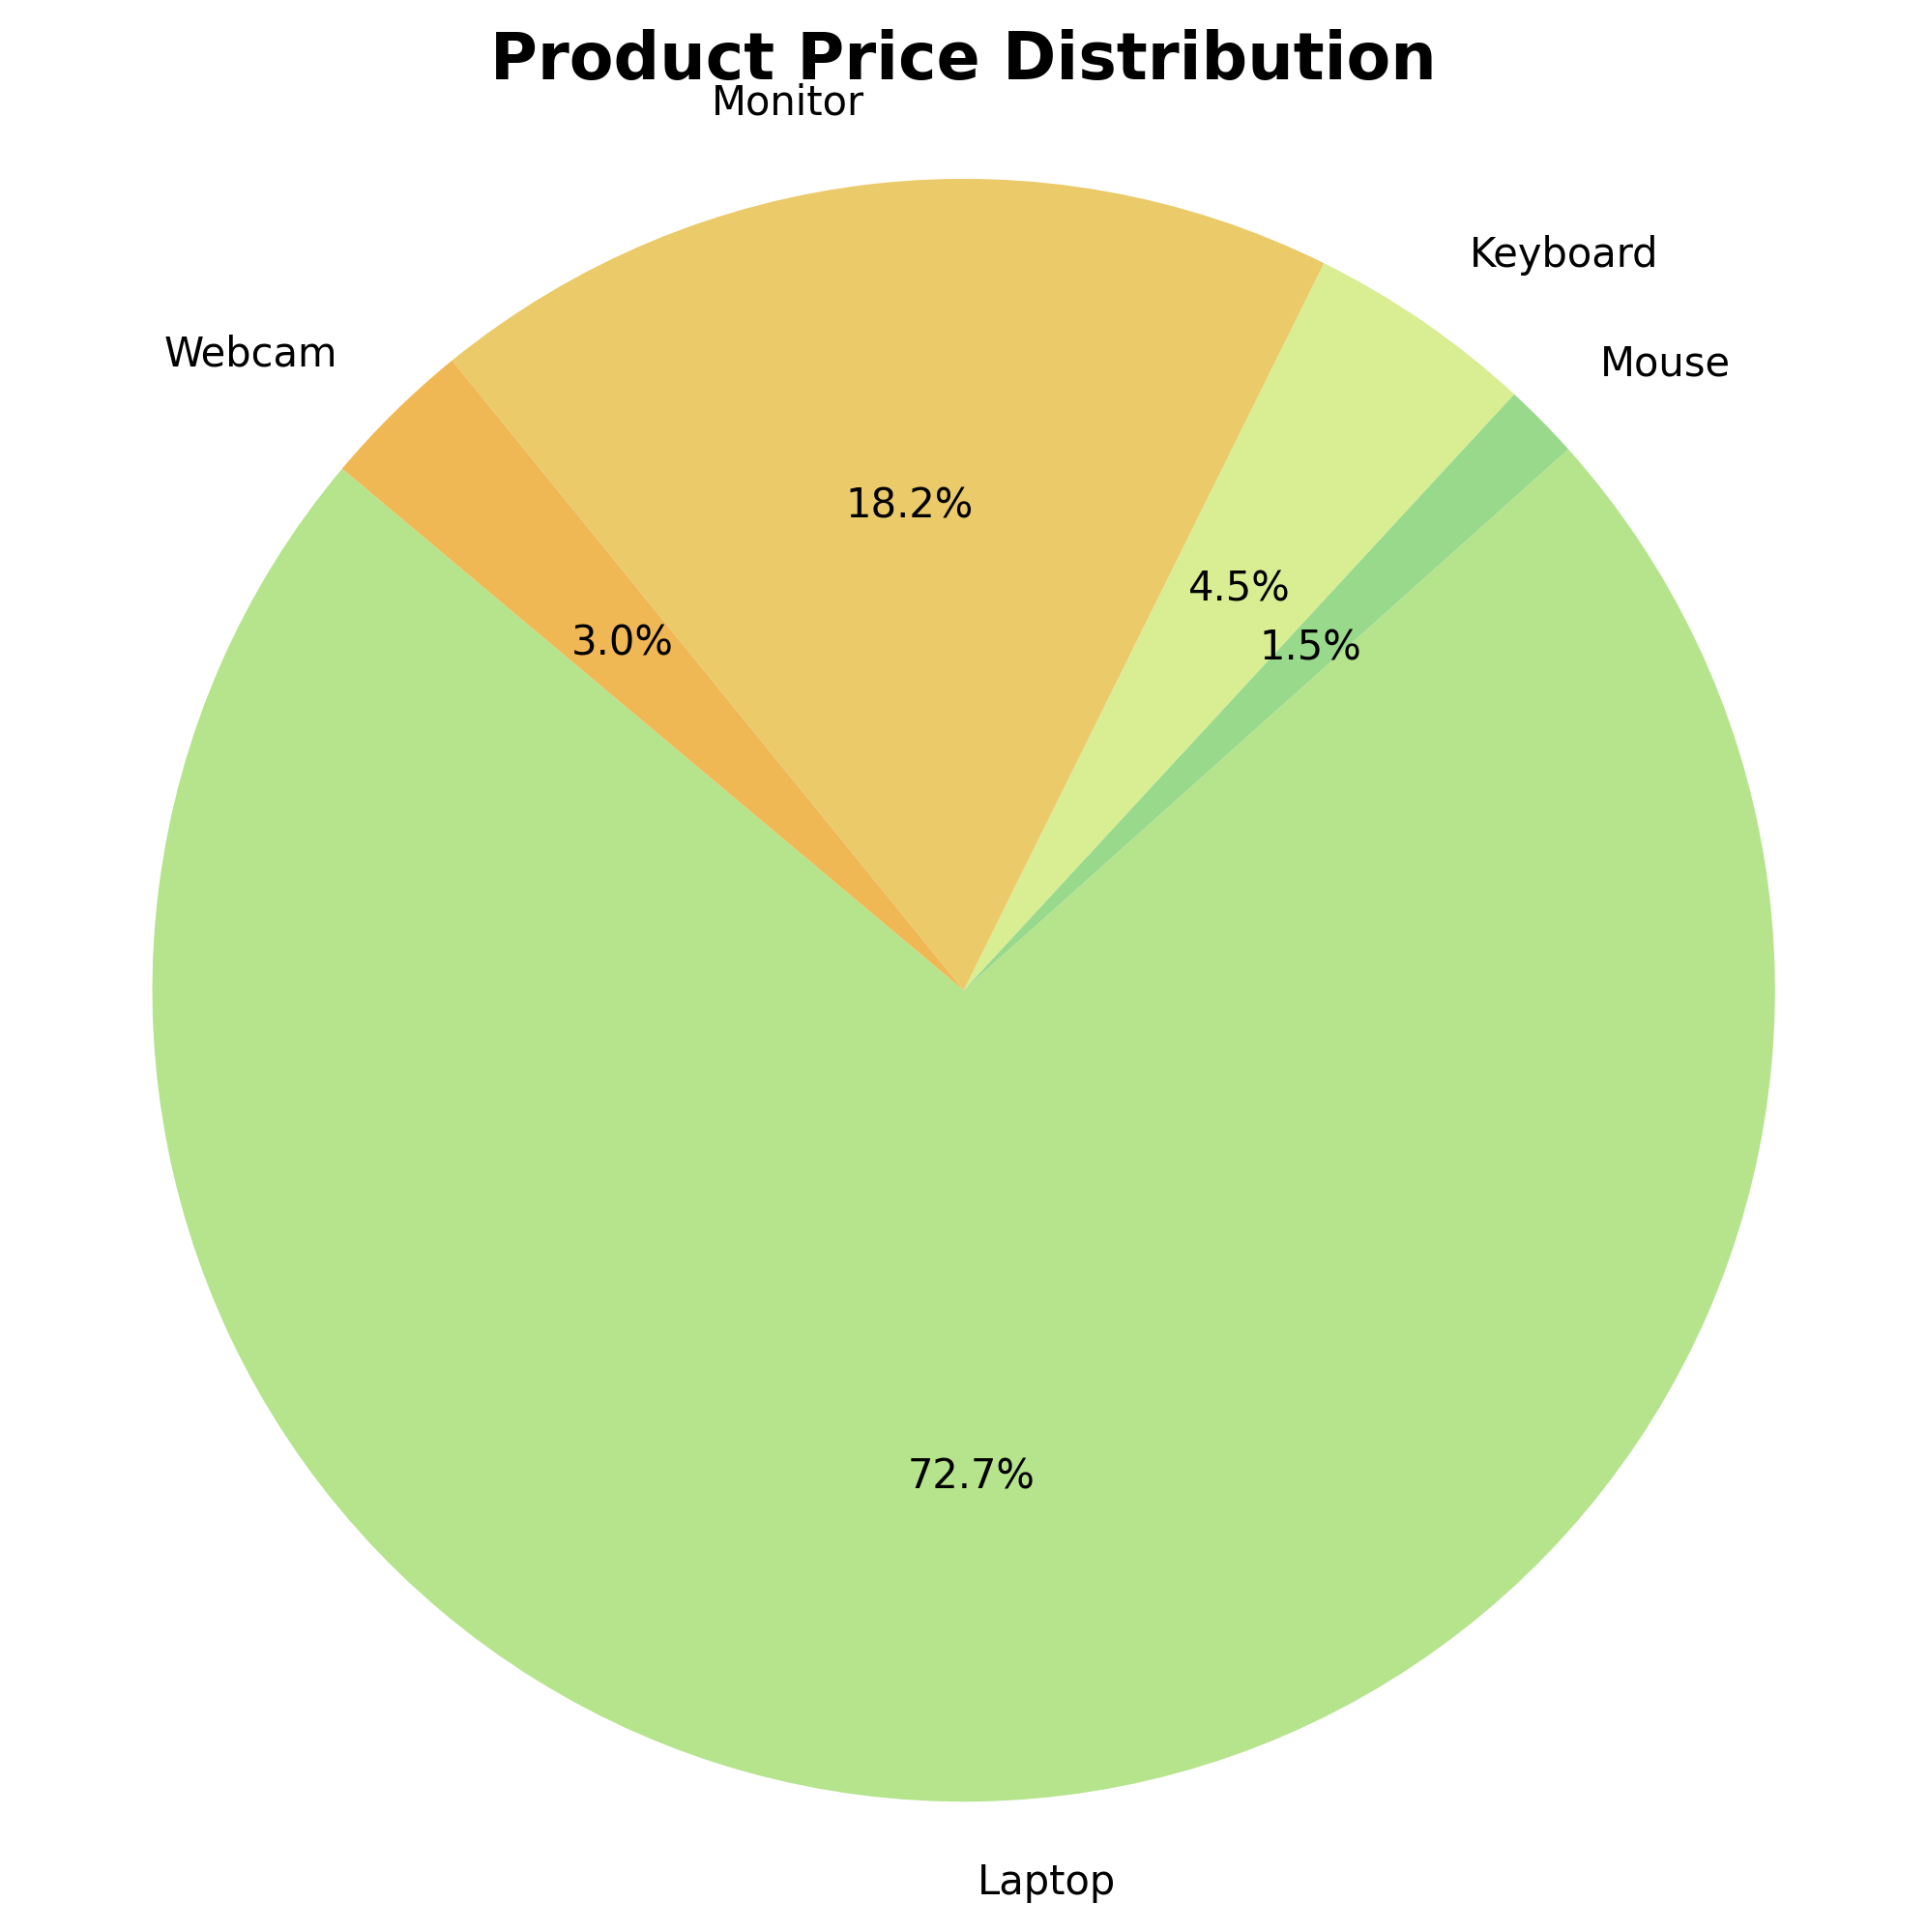 Product Price Distribution
Monitor
Keyboard
Webcam
Mouse
18.2%
4.5%
3.0%
1.5%
72.7%
Laptop